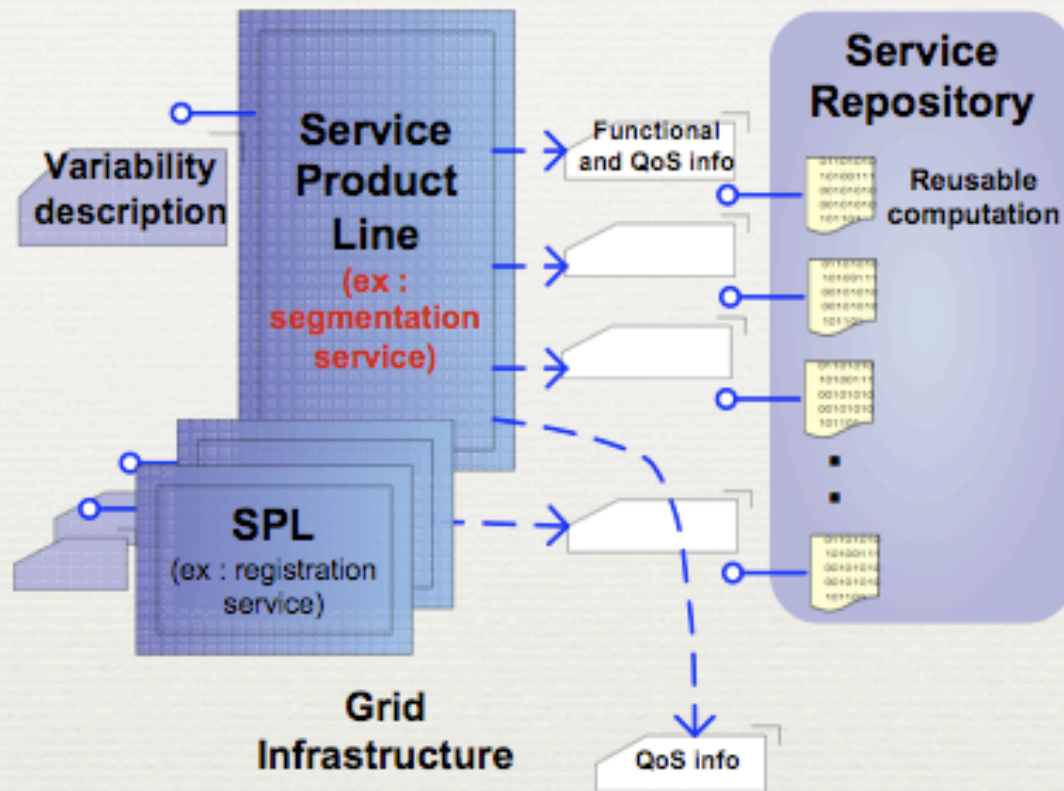 Service
Product
Line
(ex :
segmentation
service)
Variability
description
Functional
and QoS info
Service
Repository
Reusable
computation
SPL
(ex : registration
service)
Grid
Infrastructure
QoS info